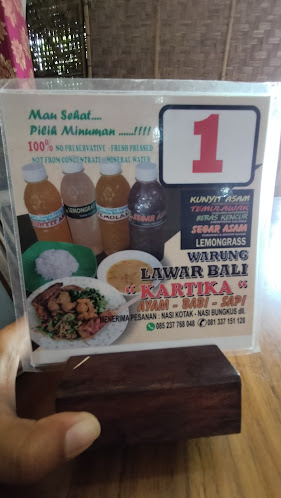 Mau Sehat....
Pilih Minuman ......!!!!
100% NO PRESERVATIVE - FRESH PRESSED
NOT FROM CONCENTRATE@MINERAL WATER
1
KUNYIT ASAM
TEMULAWAK
BERAS KENCUR
SEGAR ASAM
LEMONGRASS
WARUNG
LAWAR BALI
“ KARTIKA “
AYAM - BABI - SAPI
MENERIMA PESANAN : NASI KOTAK - NASI BUNGKUS dll.
085 237 768 048 081 337 151 128